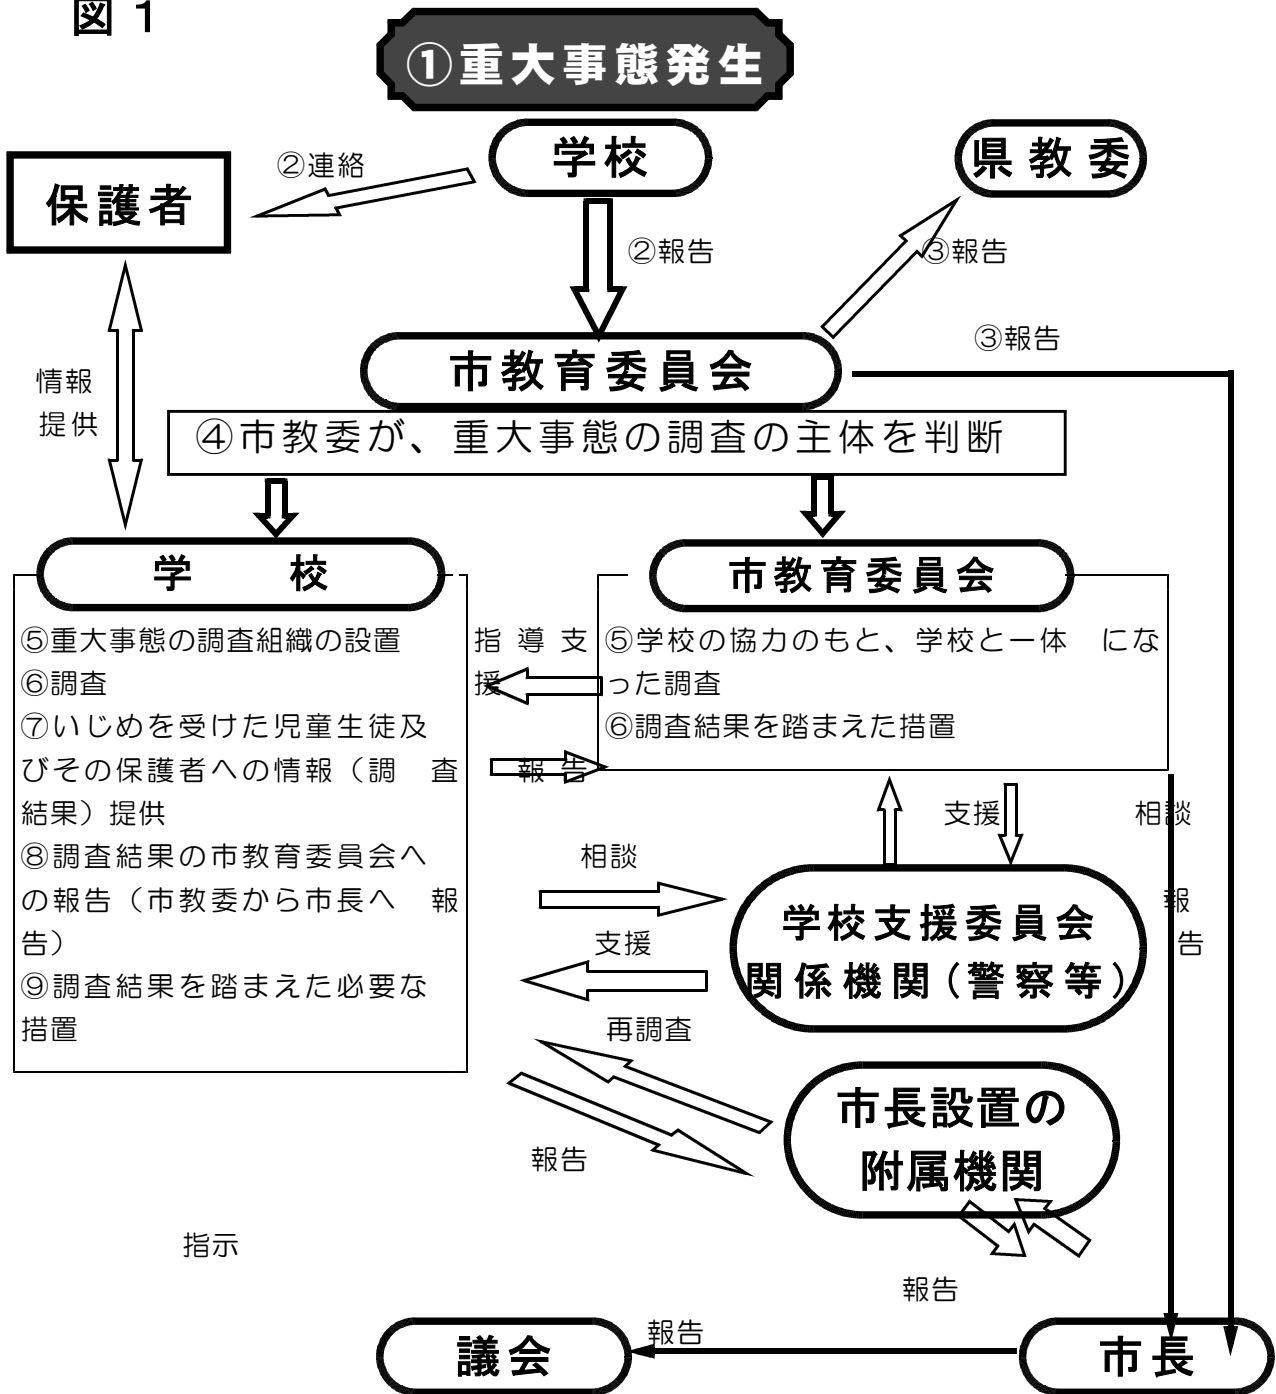 図 1
①重大事態発生
学校
県教委
保護者
②連絡
②報告
③報告
③報告
市教育委員会
情報
提供
④市教委が、重大事態の調査の主体を判断
学　　校
市教育委員会
⑤重大事態の調査組織の設置
⑥調査
⑦いじめを受けた児童生徒及
びその保護者への情報（調　査
結果）提供
⑧調査結果の市教育委員会へ
の報告（市教委から市長へ　報
告）
⑨調査結果を踏まえた必要な
措置
指 導 支
援
報 告
⑤学校の協力のもと、学校と一体　にな
った調査
⑥調査結果を踏まえた措置
支援
相談
相談
支援
学校支援委員会
関係機関（警察等）
報
告
再調査
報告
市長設置の
附属機関
指示
報告
議会
報告
市長